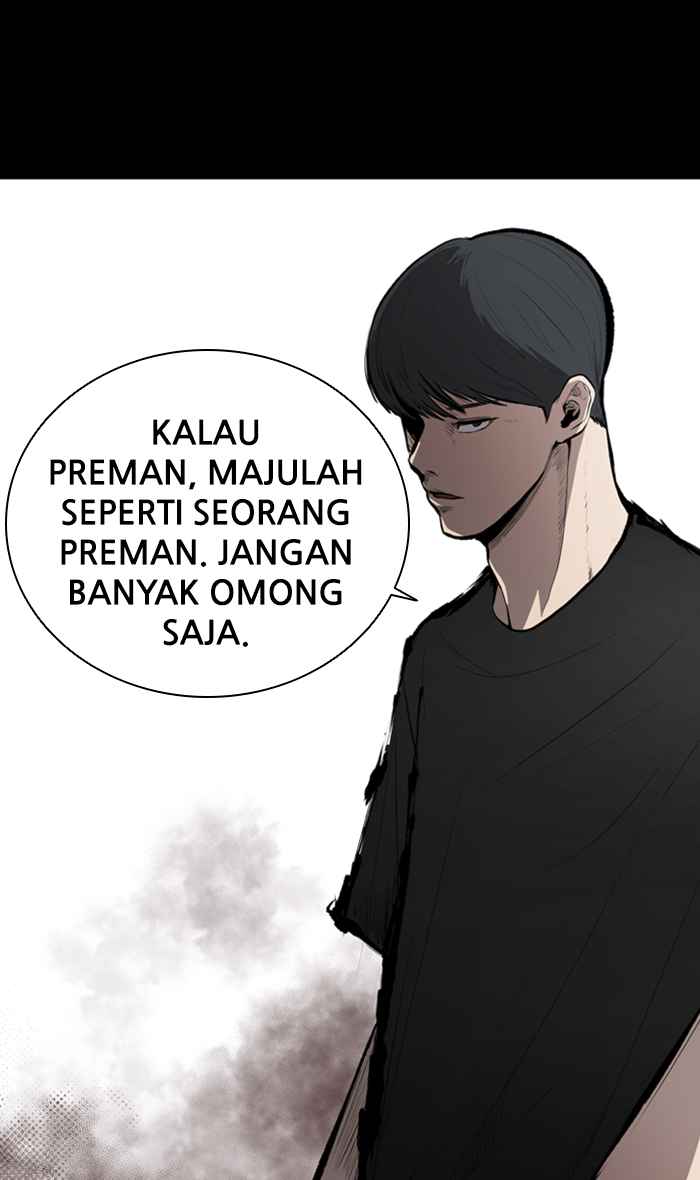 KALAU
PREMAN, MAJULAH
SEPERTI SEORANG
PREMAN. JANGAN
BANYAK OMONG
SAJA.